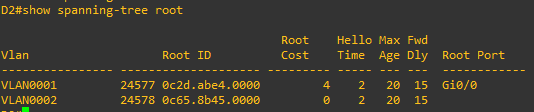 D2#show spanning-tree root
Root Hello Max Fwd
Vlan Root ID Cost Time Age Dly Root Port
---------------- -------------------- --------- ----- --- --- ------------
VLAN0001 24577 0c2d.abe4.0000 4 2 20 15 Gi0/0
VLAN0002 24578 0c65.8b45.0000 0 2 20 15